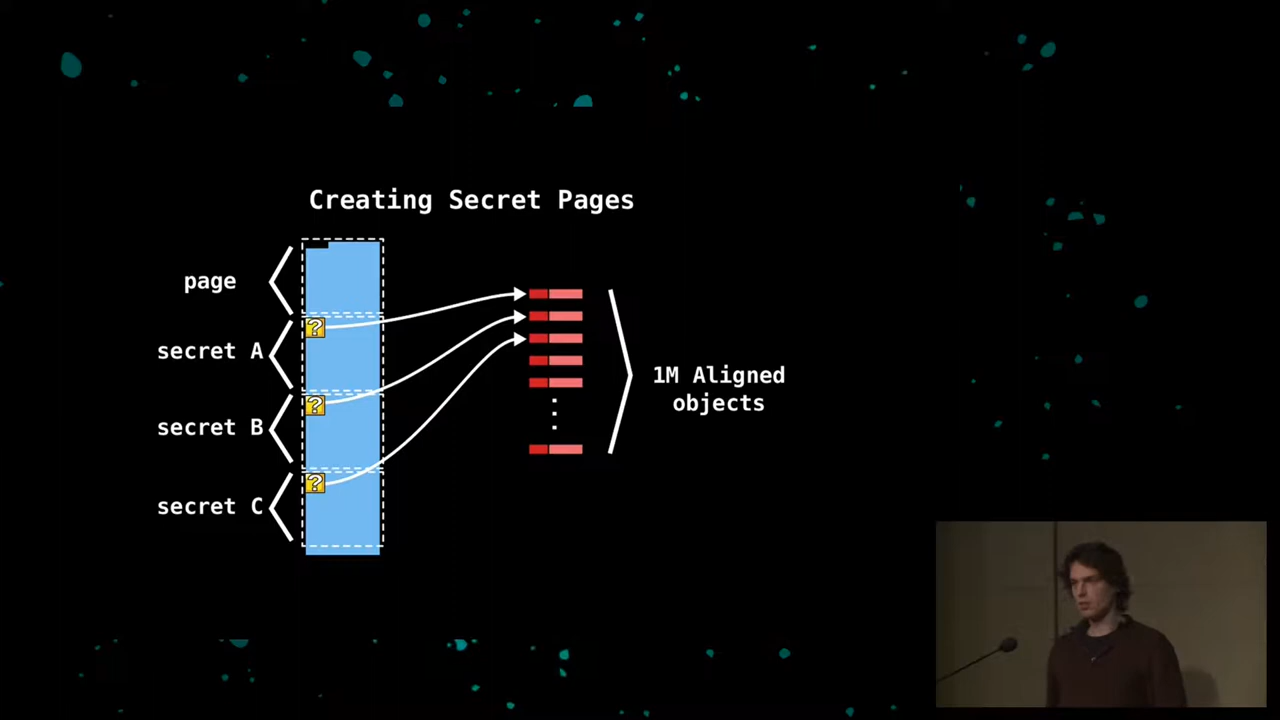 Creating Secret Pages
page
secret A
?
secret B
?
secret C
?
1M Aligned
objects